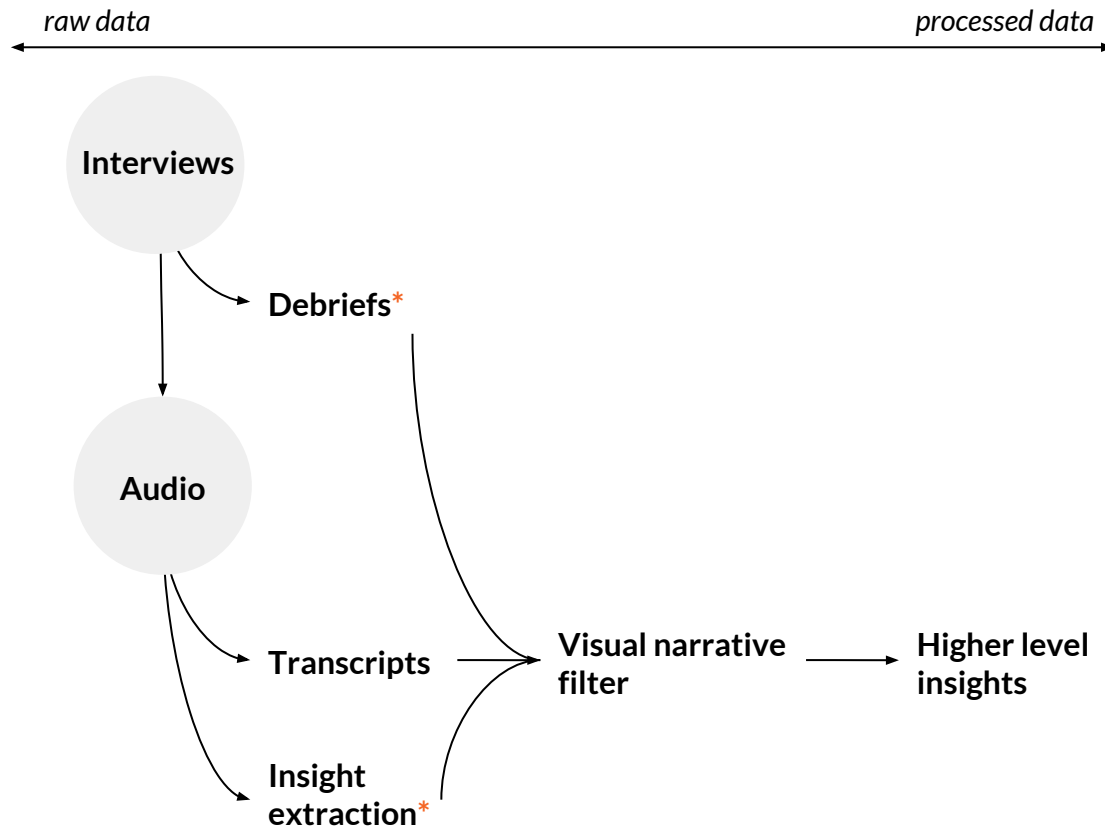 raw data
processed data
Interviews
Debriefs*
Audio
Transcripts
Visual narrative
filter
Higher level
insights
Insight
extraction*